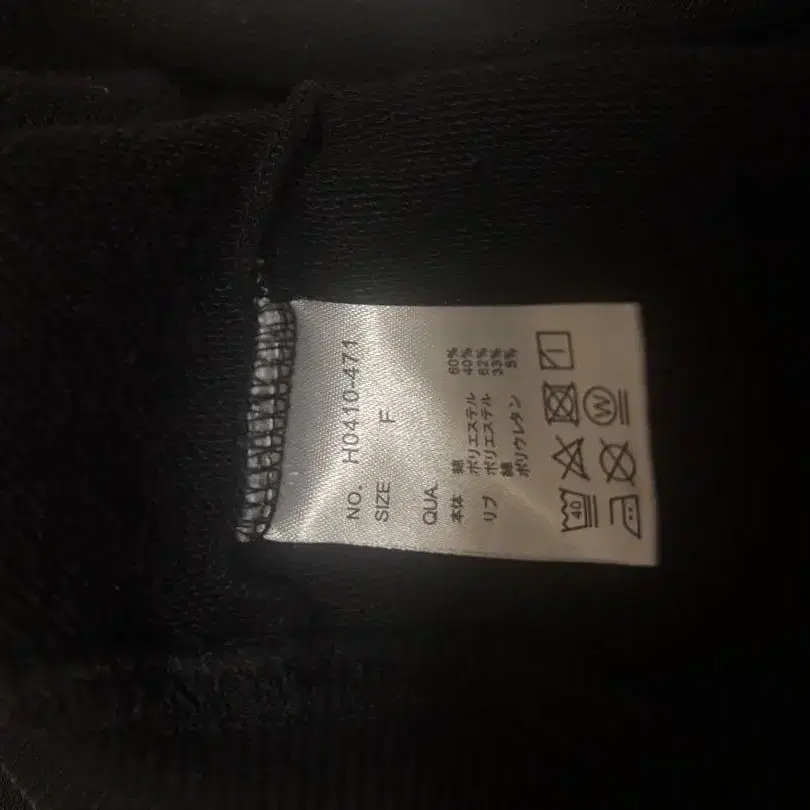 NO. H0410-471
SIZE F
QUA.
本体 綿 60%
ポリエステル 40%
リブ ポリエステル 62%
綿 33%
ポリウレタン 5%
40
W